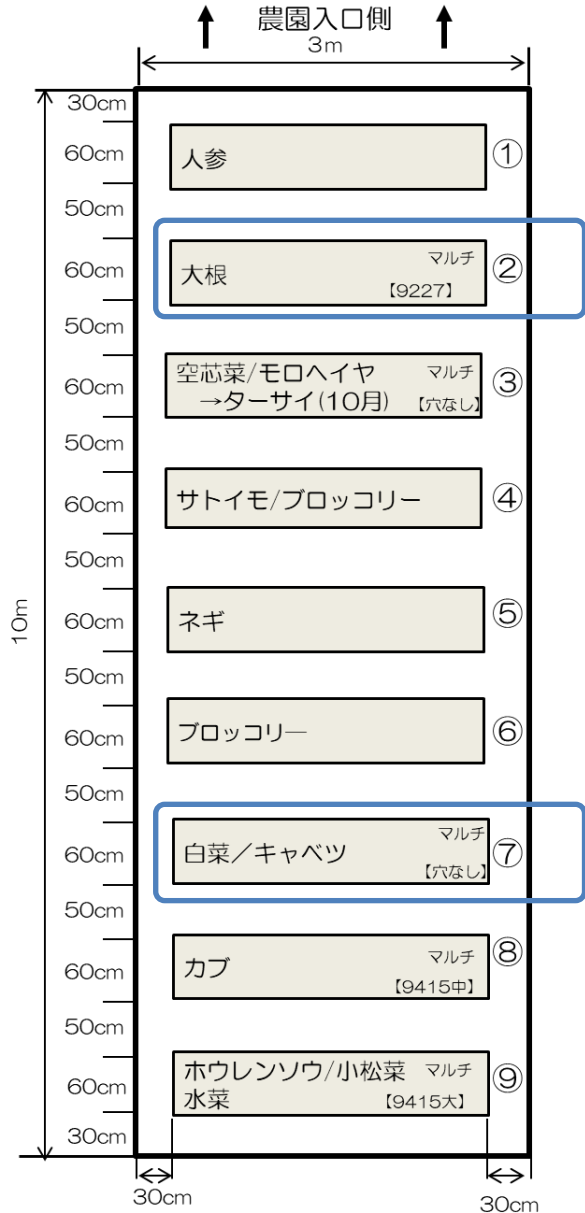 農園入口側
3m
30cm
60cm
人参
①
50cm
60cm
大根
マルチ
【9227】
②
50cm
60cm
空芯菜/モロヘイヤ
→ターサイ(10月)
マルチ
【穴なし】
③
50cm
60cm
サトイモ/ブロッコリー
④
50cm
10m
60cm
ネギ
⑤
50cm
60cm
ブロッコリー
⑥
50cm
60cm
白菜／キャベツ
マルチ
【穴なし】
⑦
50cm
60cm
カブ
マルチ
【9415中】
⑧
50cm
60cm
ホウレンソウ/小松菜
水菜
マルチ
【9415大】
⑨
30cm
30cm
30cm